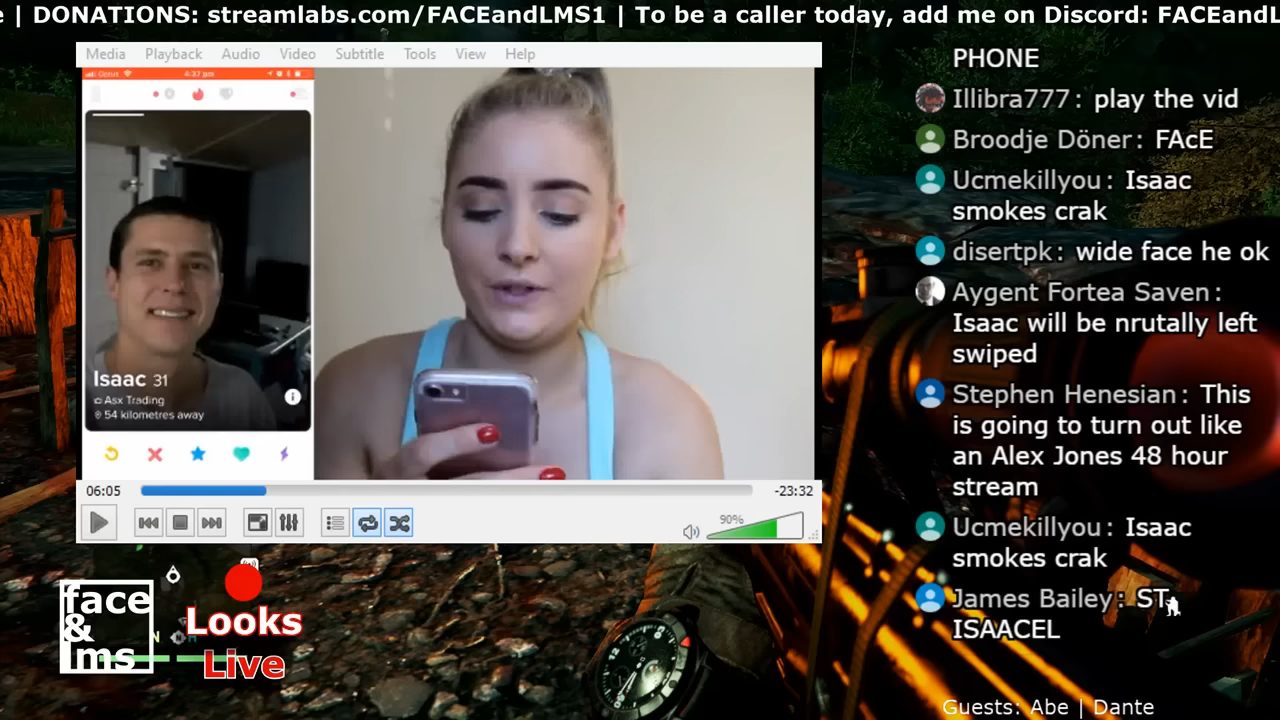 e | DONATIONS: streamlabs.com/FACEandLMS1 | To be a caller today, add me on Discord: FACEandL
Media Playback Audio Video Subtitle Tools View Help
4:37 pm
Isaac 31
Asx Trading
54 kilometres away
06:05
-23:32
90%
PHONE
Illibra777: play the vid
Broodje Döner: FAcE
Ucmekillyou: Isaac
smokes crak
disertpk: wide face he ok
Aygent Fortea Saven:
Isaac will be nrutally left
swiped
Stephen Henesian: This
is going to turn out like
an Alex Jones 48 hour
stream
Ucmekillyou: Isaac
smokes crak
James Bailey: ST
ISAACEL
face
&
lms
Looks
Live
N
Guests: Abe | Dante